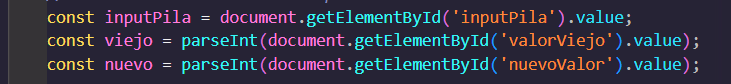 const inputPila = document.getElementById('inputPila').value;
const viejo = parseInt(document.getElementById('valorViejo').value);
const nuevo = parseInt(document.getElementById('nuevoValor').value);